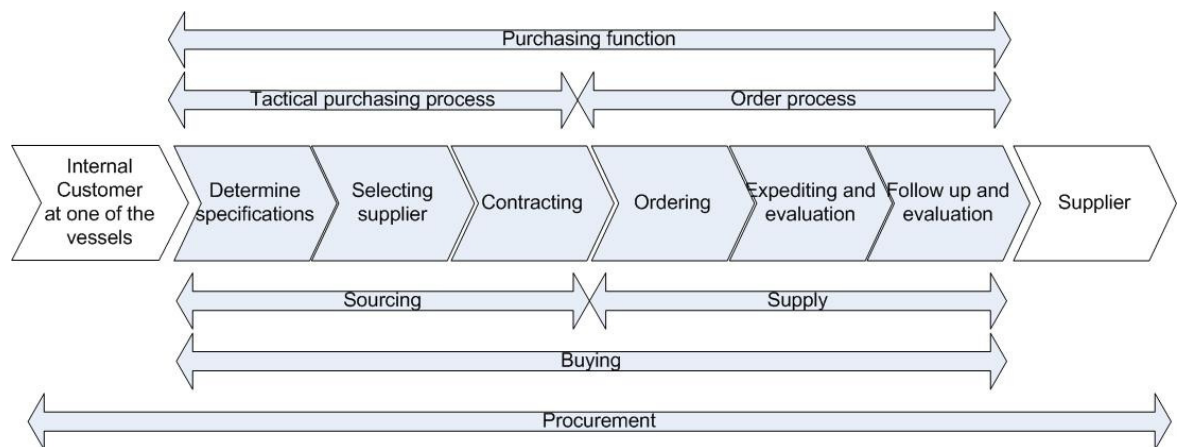 Purchasing function
Tactical purchasing process
Order process
Internal
Customer
at one of the
vessels
Determine
specifications
Selecting
supplier
Contracting
Ordering
Expediting and
evaluation
Follow up and
evaluation
Supplier
Sourcing
Supply
Buying
Procurement